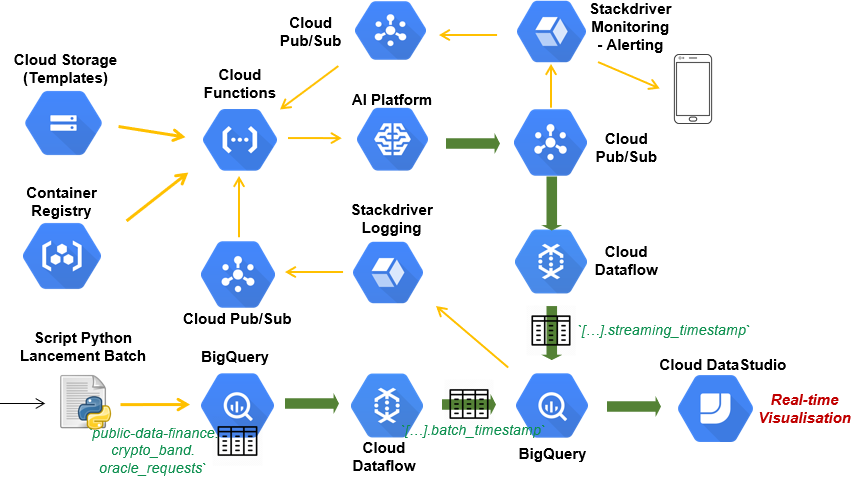 Cloud
Pub/Sub
Stackdriver
Monitoring
- Alerting
Cloud Storage
(Templates)
Cloud
Functions
AI Platform
Cloud
Pub/Sub
Container
Registry
Stackdriver
Logging
Cloud
Dataflow
Cloud Pub/Sub
`[…].streaming_timestamp`
Script Python
Lancement Batch
BigQuery
Cloud DataStudio
Real-time
Visualisation
public-data-finance.
crypto_band.
oracle_requests`
`[…].batch_timestamp`
Cloud
Dataflow
BigQuery